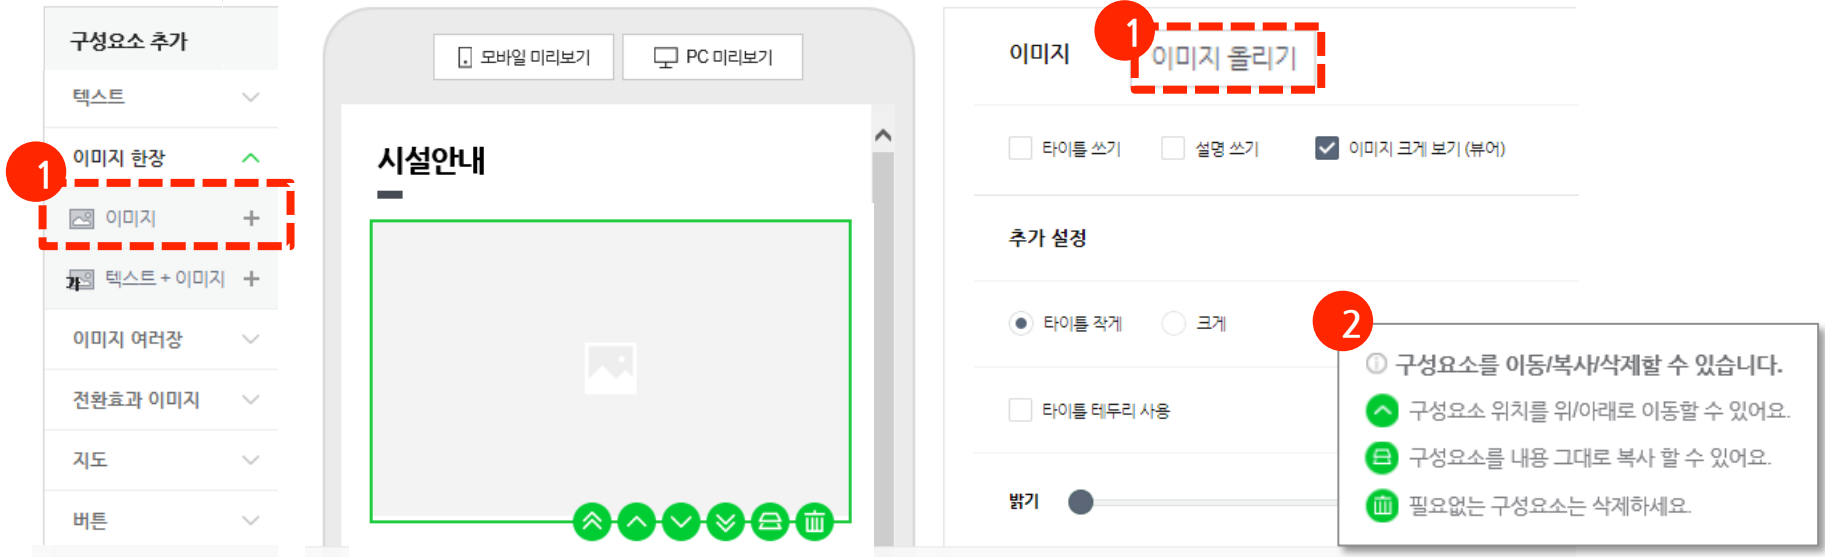 구성요소 추가
텍스트
이미지 한장
1
이미지
가
텍스트 + 이미지
이미지 여러장
전환효과 이미지
지도
버튼
모바일 미리보기
PC 미리보기
시설안내
이미지
1
이미지 올리기
타이틀 쓰기
설명 쓰기
이미지 크게 보기 (뷰어)
추가 설정
타이틀 작게
크게
타이틀 테두리 사용
밝기
2
구성요소를 이동/복사/삭제할 수 있습니다.
구성요소 위치를 위/아래로 이동할 수 있어요.
구성요소를 내용 그대로 복사 할 수 있어요.
필요없는 구성요소는 삭제하세요.